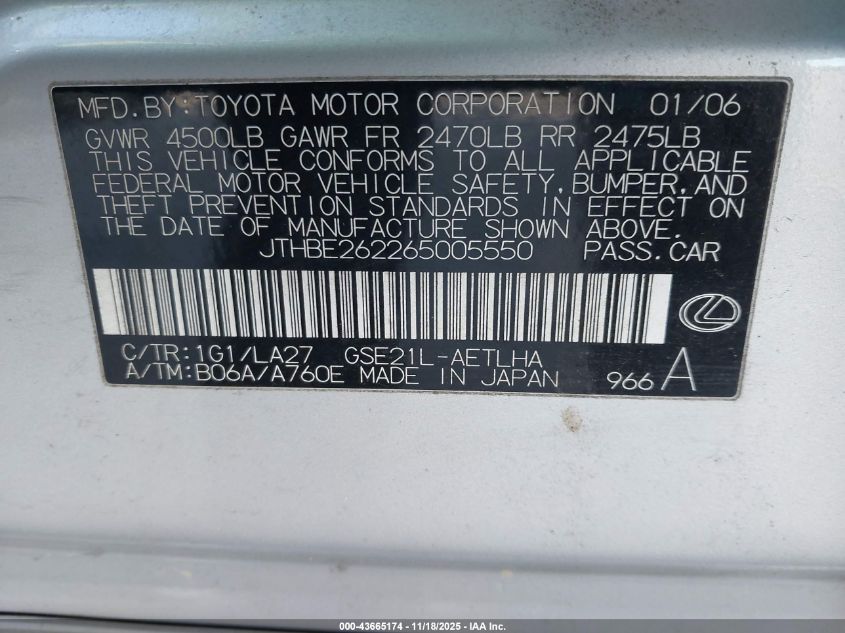 MFD.BY:TOYOTA MOTOR CORPORATION 01/06
GVWR 4500LB GAWR FR 2470LB RR 2475LB
THIS VEHICLE CONFORMS TO ALL APPLICABLE
FEDERAL MOTOR VEHICLE SAFETY,BUMPER,AND
THEFT PREVENTION STANDARDS IN EFFECT ON
THE DATE OF MANUFACTURE SHOWN ABOVE.
JTHBE262265005550 PASS.CAR
C/TR:1G1/LA27 GSE21L-AETLHA
A/TM:B06A/A760E MADE IN JAPAN 966 A
000-43665174 - 11/18/2025 - IAA Inc.